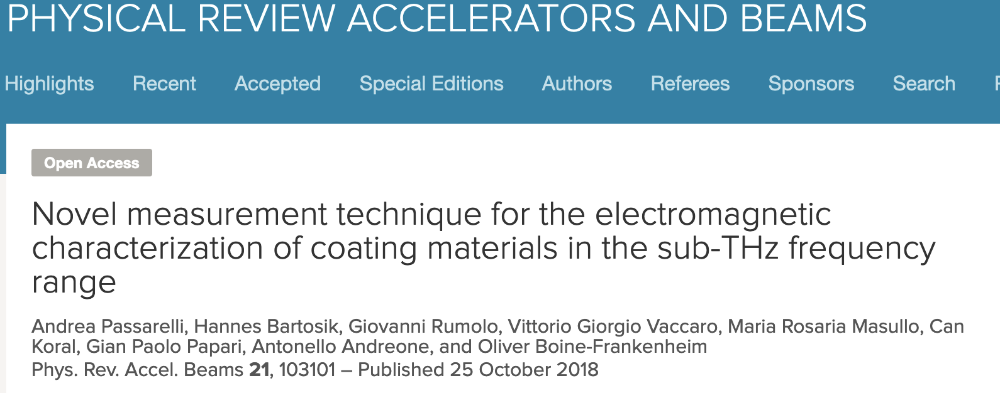 PHYSICAL REVIEW ACCELERATORS AND BEAMS
Highlights Recent Accepted Special Editions Authors Referees Sponsors Search
Open Access
Novel measurement technique for the electromagnetic
characterization of coating materials in the sub-THz frequency
range
Andrea Passarelli, Hannes Bartosik, Giovanni Rumolo, Vittorio Giorgio Vaccaro, Maria Rosaria Masullo, Can
Koral, Gian Paolo Papari, Antonello Andreone, and Oliver Boine-Frankenheim
Phys. Rev. Accel. Beams 21, 103101 – Published 25 October 2018